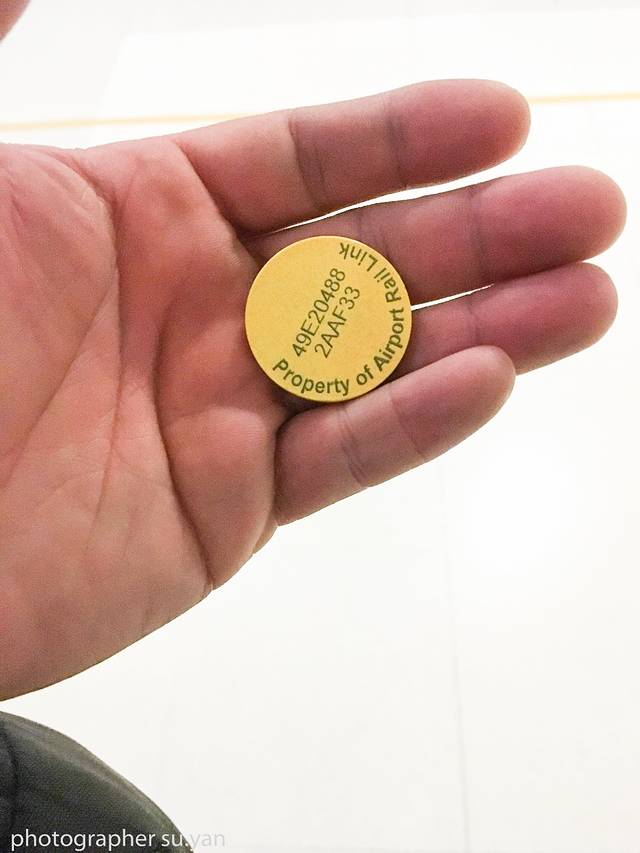 49E20488
2AAF33
Property of Airport Rail Link
photographer su.yan